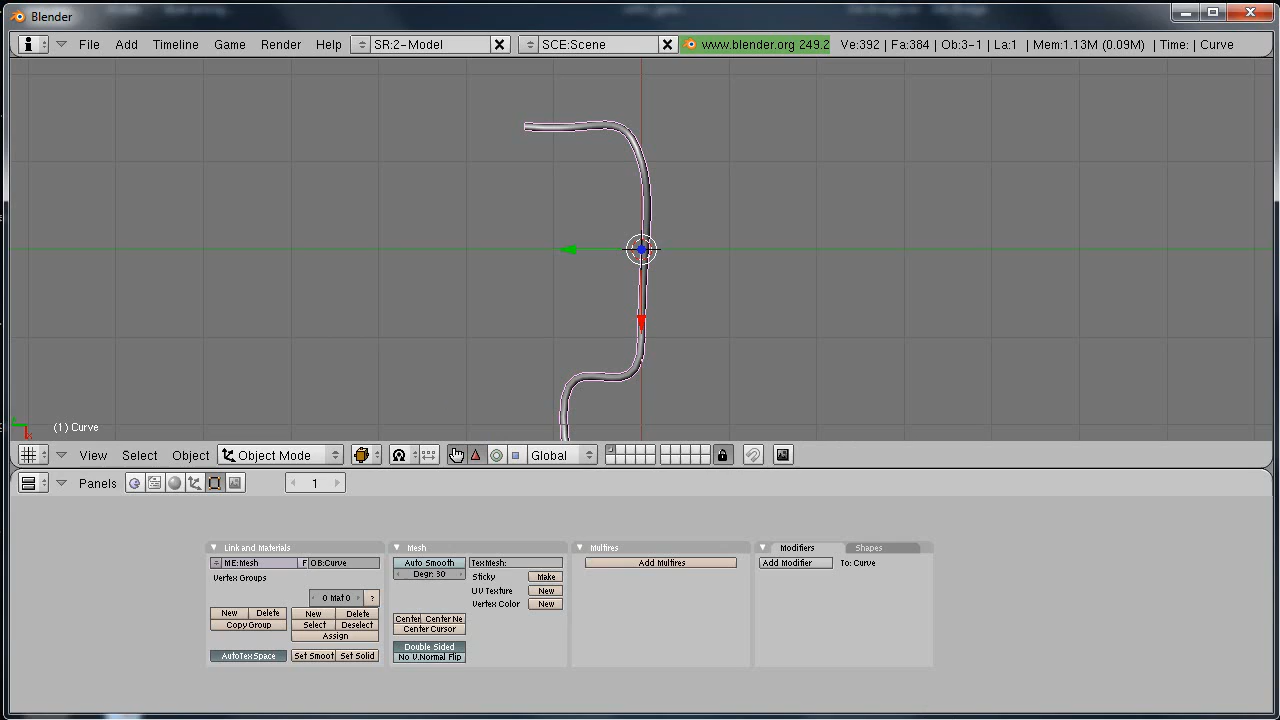 Blender
File Add Timeline Game Render Help SR:2-Model SCE:Scene www.blender.org 249.2 Ve:392 | Fa:384 | Ob:3-1 | La:1 | Mem:1.13M (0.09M) | Time: | Curve
(1) Curve
View Select Object Object Mode Global
Panels 1
Link and Materials Mesh Multires Modifiers Shapes
ME:Mesh F OB:Curve Auto Smooth TexMesh: Add Multires Add Modifier To: Curve
Vertex Groups Degr: 30 Sticky Make
UV Texture New
0 Mat 0 ? Vertex Color New
New Delete New Delete Center Center Ne
Copy Group Select Deselect Center Cursor
Assign
Double Sided
AutoTexSpace Set Smoot Set Solid No V.Normal Flip